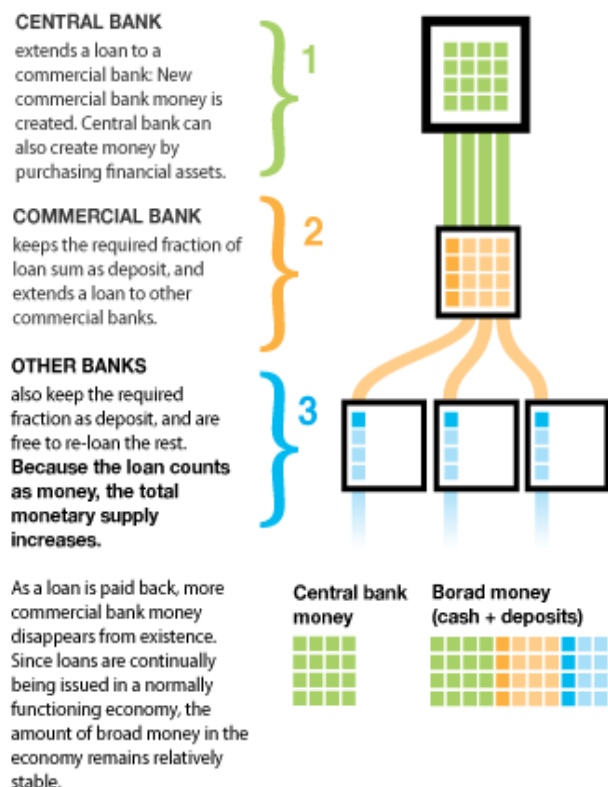 CENTRAL BANK
extends a loan to a
commercial bank: New
commercial bank money is
created. Central bank can
also create money by
purchasing financial assets.
1
COMMERCIAL BANK
keeps the required fraction of
loan sum as deposit, and
extends a loan to other
commercial banks.
2
OTHER BANKS
also keep the required
fraction as deposit, and are
free to re-loan the rest.
Because the loan counts
as money, the total
monetary supply
increases.
3
As a loan is paid back, more
commercial bank money
disappears from existence.
Since loans are continually
being issued in a normally
functioning economy, the
amount of broad money in the
economy remains relatively
stable.
Central bank
money
Borad money
(cash + deposits)